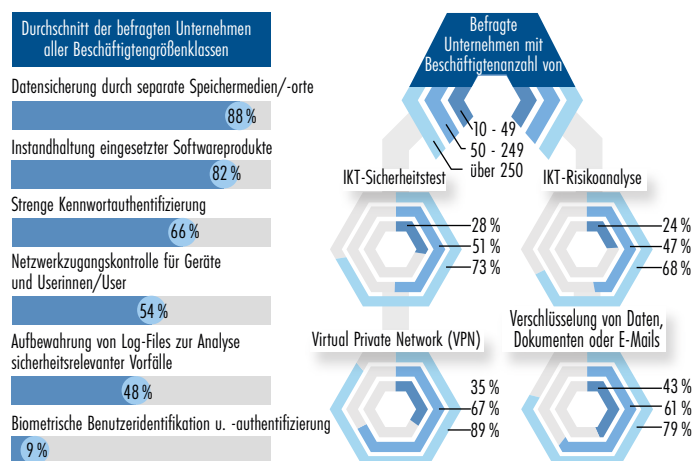 Durchschnitt der befragten Unternehmen
aller Beschäftigtengrößenklassen
Datensicherung durch separate Speichermedien/-orte
88 %
Instandhaltung eingesetzter Softwareprodukte
82 %
Strenge Kennwortauthentifizierung
66 %
Netzwerkzugangskontrolle für Geräte
und Userinnen/User
54 %
Aufbewahrung von Log-Files zur Analyse
sicherheitsrelevanter Vorfälle
48 %
Biometrische Benutzeridentifikation u. -authentifizierung
9 %
Befragte
Unternehmen mit
Beschäftigtenanzahl von
10 - 49
50 - 249
über 250
IKT-Sicherheitstest
28 %
51 %
73 %
IKT-Risikoanalyse
24 %
47 %
68 %
Virtual Private Network (VPN)
35 %
67 %
89 %
Verschlüsselung von Daten,
Dokumenten oder E-Mails
43 %
61 %
79 %